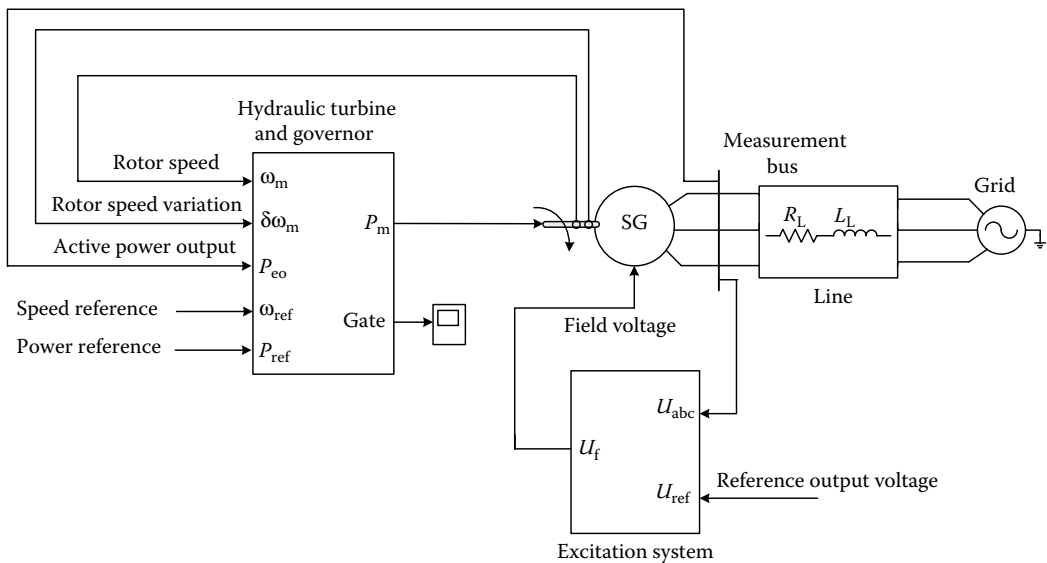 Hydraulic turbine
and governor
Rotor speed
ωm
Rotor speed variation
δωm
Active power output
Peo
Speed reference
ωref
Power reference
Pref
Pm
Gate
SG
Measurement
bus
RL LL
Line
Grid
Field voltage
Uabc
Uf
Uref
Reference output voltage
Excitation system